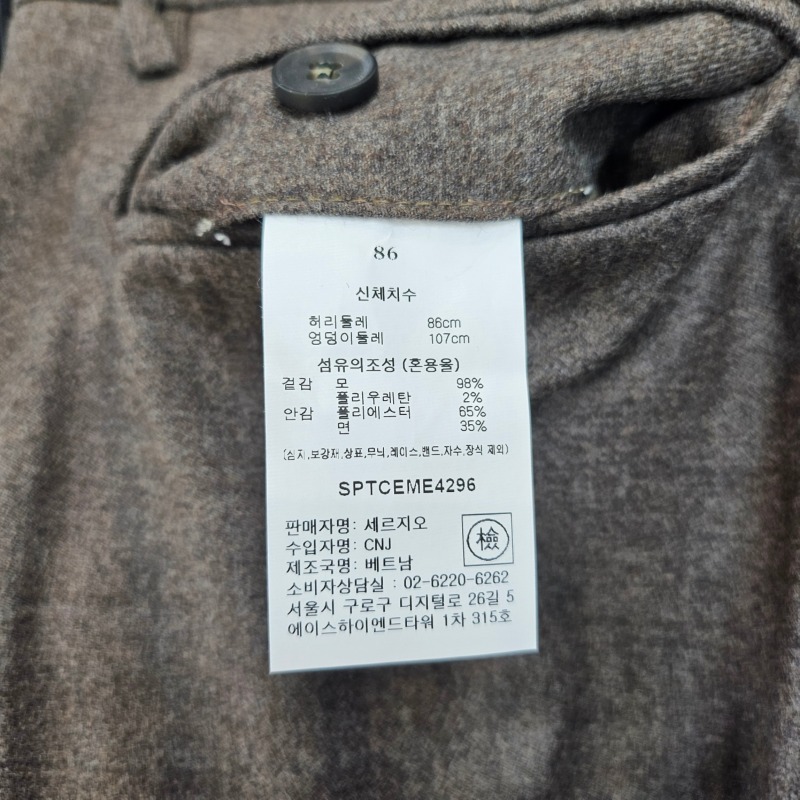 86
신체치수
허리둘레 86cm
엉덩이둘레 107cm
섬유의조성 (혼용율)
겉감 모 98%
폴리우레탄 2%
안감 폴리에스터 65%
면 35%
(심지,보강재,상표,무늬,레이스,밴드,자수,장식 제외)
SPTCEME4296
판매자명: 세르지오
수입자명: CNJ
檢
제조국명: 베트남
소비자상담실 : 02-6220-6262
서울시 구로구 디지털로 26길 5
에이스하이엔드타워 1차 315호